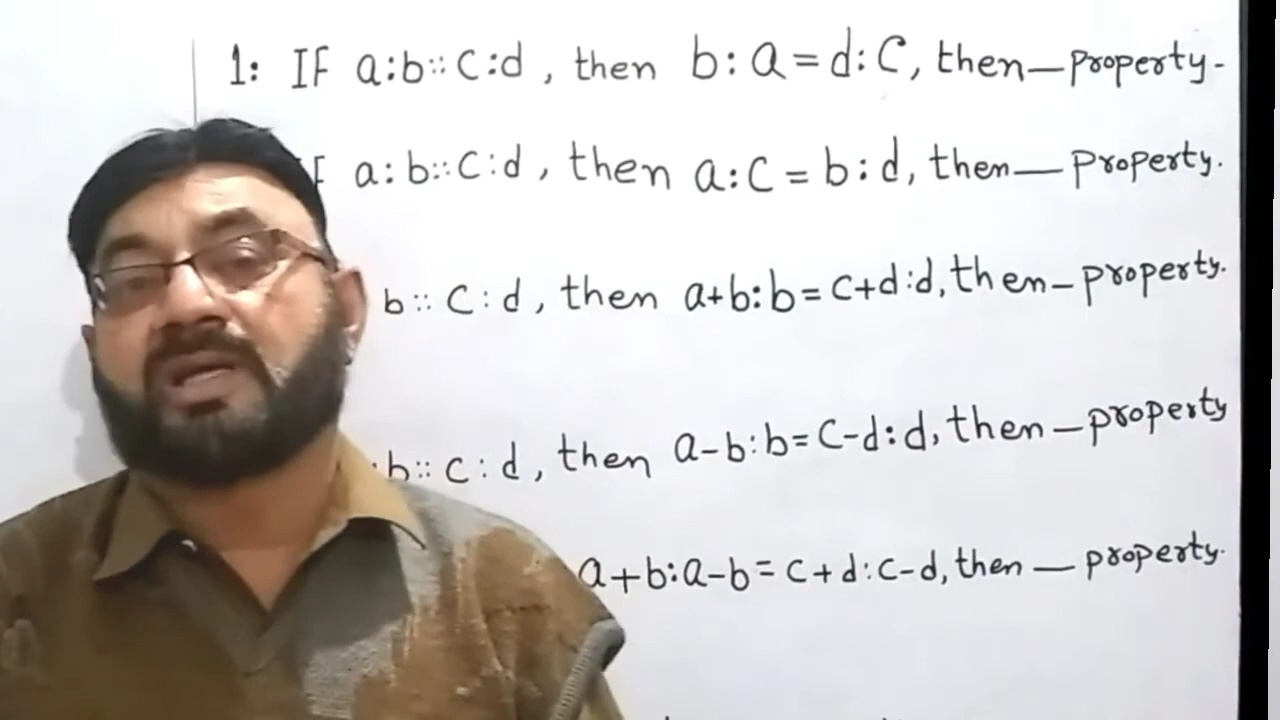 1: IF a:b::C:d, then b:a=d:C, then—property-
F a:b::C:d, then a:C=b:d, then—Property.
b::C:d, then a+b:b=C+d:d, then-property.
:b::C:d, then a-b:b=C-d:d, then-property
a+b:a-b=C+d:C-d, then—property.